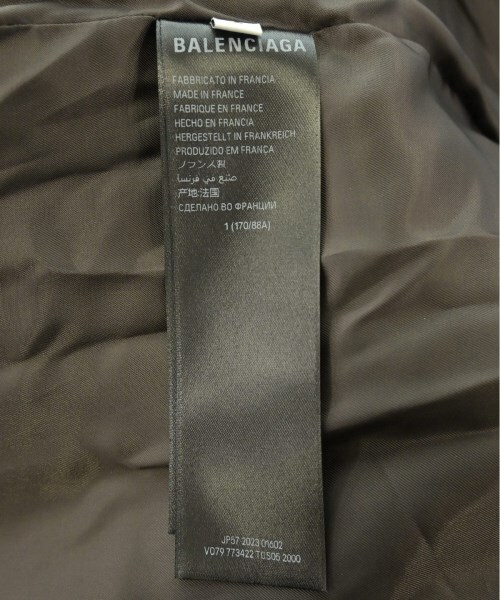 BALENCIAGA
FABBRICATO IN FRANCIA
MADE IN FRANCE
FABRIQUE EN FRANCE
HECHO EN FRANCIA
HERGESTELLT IN FRANKREICH
PRODUZIDO EM FRANCA
フランス製
صنع في فرنسا
产地:法国
СДЕЛАНО ВО ФРАНЦИИ
1 (170/88A)
JP57 2023 01602
VO79 773422 TCS05 2000